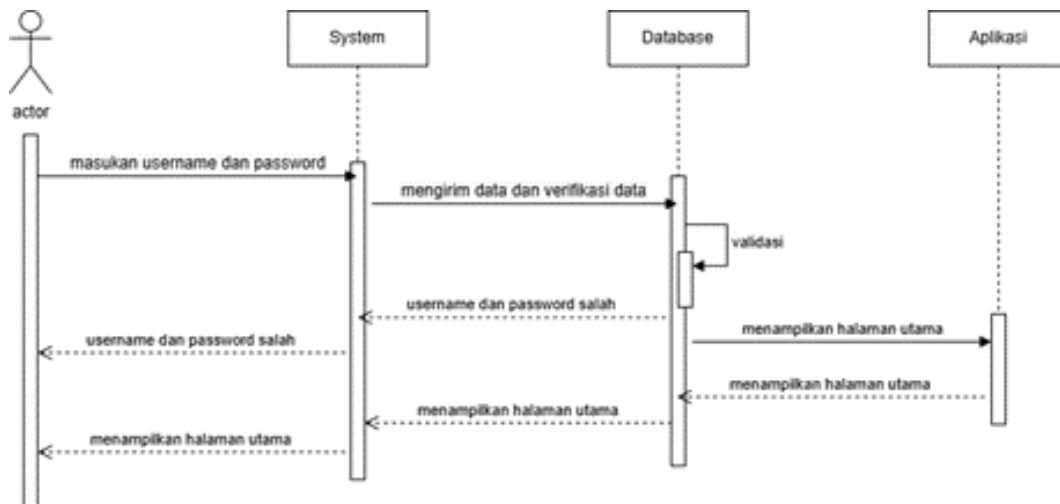 System
Database
Aplikasi
actor
masukan username dan password
mengirim data dan verifikasi data
validasi
username dan password salah
username dan password salah
menampilkan halaman utama
menampilkan halaman utama
menampilkan halaman utama
menampilkan halaman utama